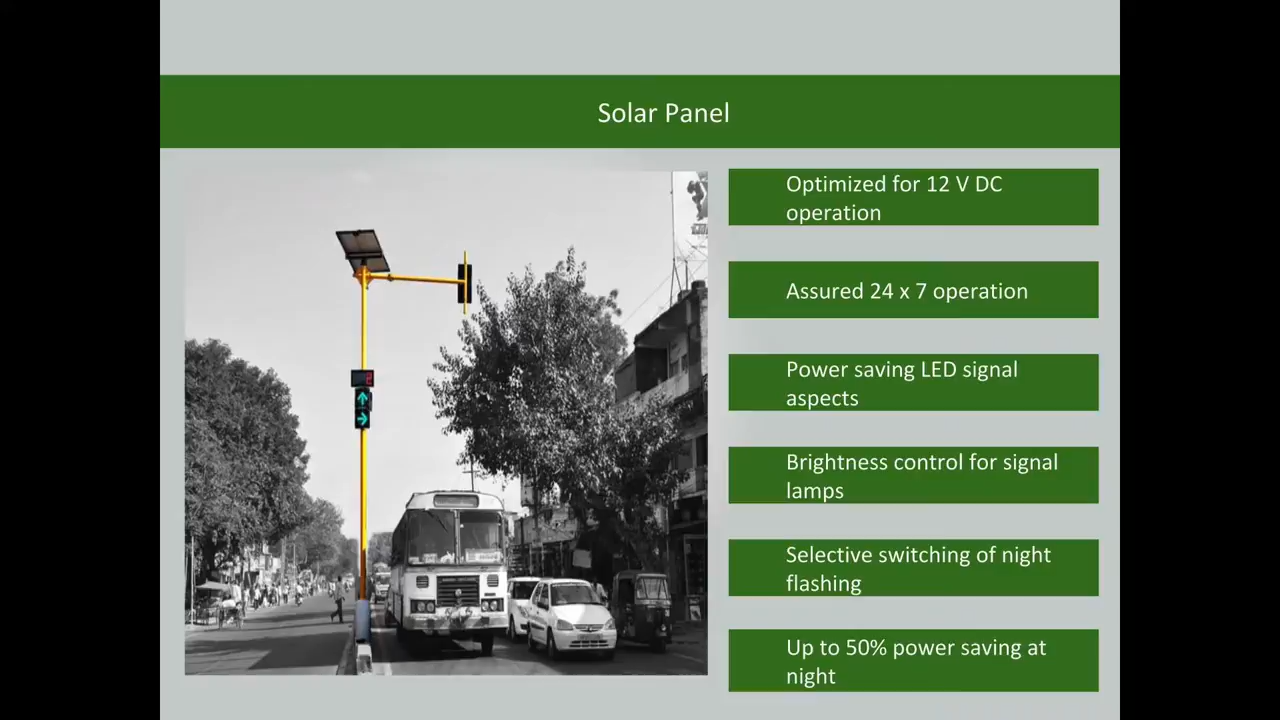 Solar Panel
Optimized for 12 V DC
operation
Assured 24 x 7 operation
Power saving LED signal
aspects
Brightness control for signal
lamps
Selective switching of night
flashing
Up to 50% power saving at
night
2